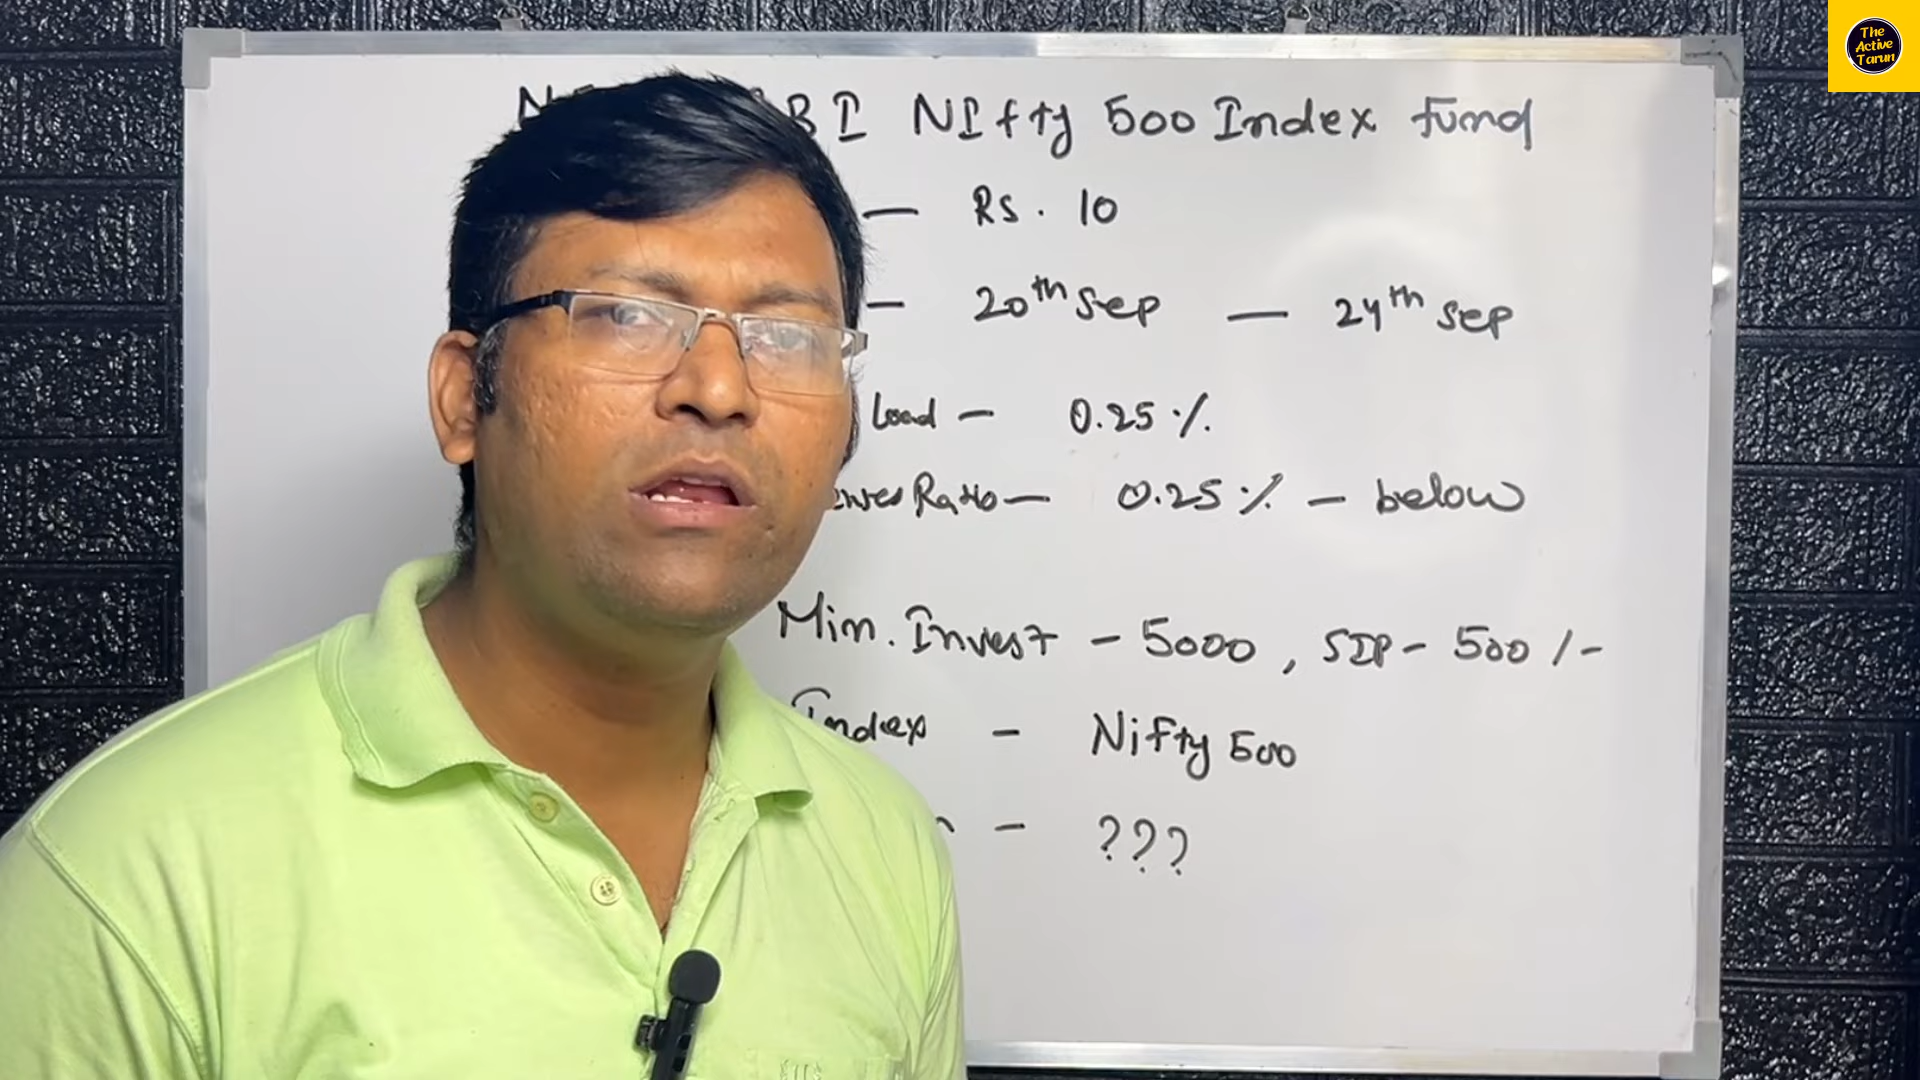 The
Active
Tarun
BI NIfty 500 Index fund
— Rs. 10
— 20th Sep — 24th Sep
Load — 0.25 %
Ratio — 0.25 % — below
Min. Invest — 5000, SIP - 500/-
Index — Nifty 500
— ???